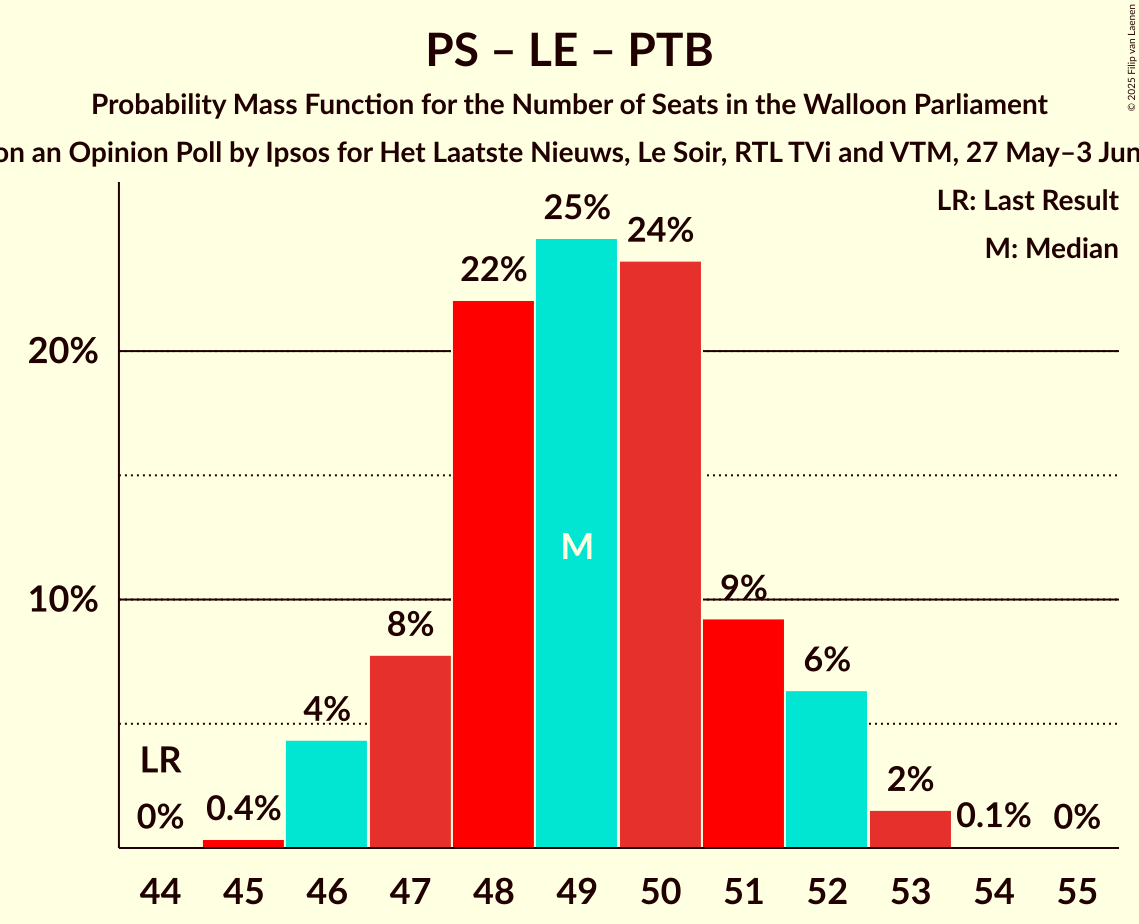 PS – LE – PTB
Probability Mass Function for the Number of Seats in the Walloon Parliament
on an Opinion Poll by Ipsos for Het Laatste Nieuws, Le Soir, RTL TVi and VTM, 27 May–3 Jun
© 2025 Filip van Laenen
LR: Last Result
M: Median
25%
24%
22%
20%
M
10%
9%
8%
6%
4%
LR
2%
0%
0.4%
0.1%
0%
44 45 46 47 48 49 50 51 52 53 54 55